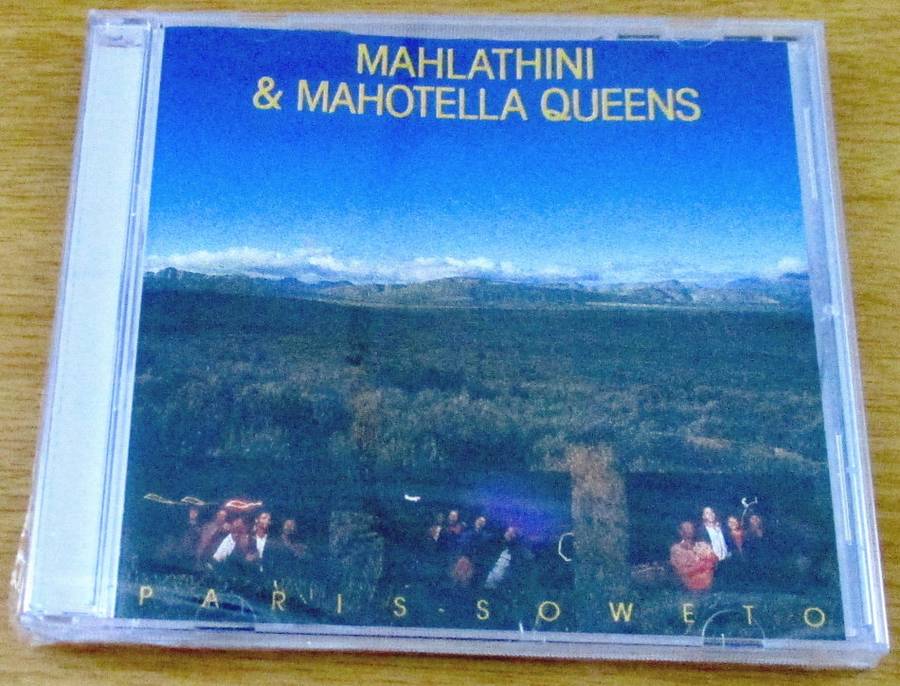 MAHLATHINI
& MAHOTELLA QUEENS
PARIS-SOWETO